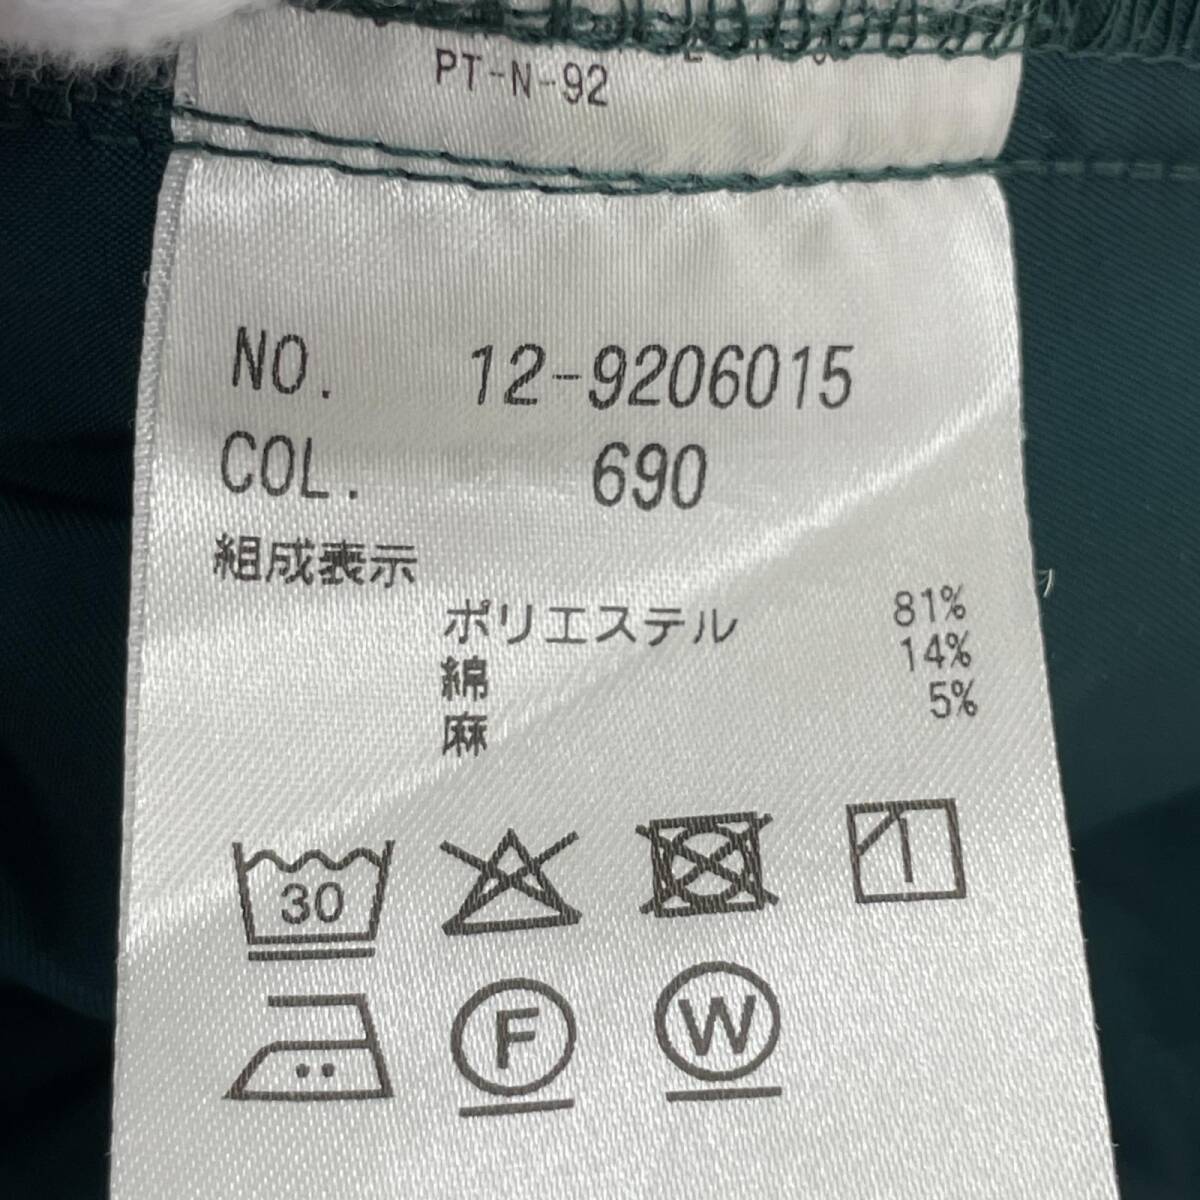 PT-N-92
NO. 12-9206015
COL. 690
組成表示
ポリエステル 81%
綿 14%
麻 5%
30
F W